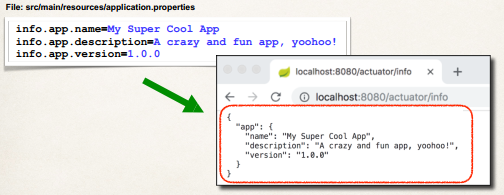 File: src/main/resources/application.properties
info.app.name=My Super Cool App
info.app.description=A crazy and fun app, yoohoo!
info.app.version=1.0.0
localhost:8080/actuator/info
localhost:8080/actuator/info
{
"app": {
"name": "My Super Cool App",
"description": "A crazy and fun app, yoohoo!",
"version": "1.0.0"
}
}